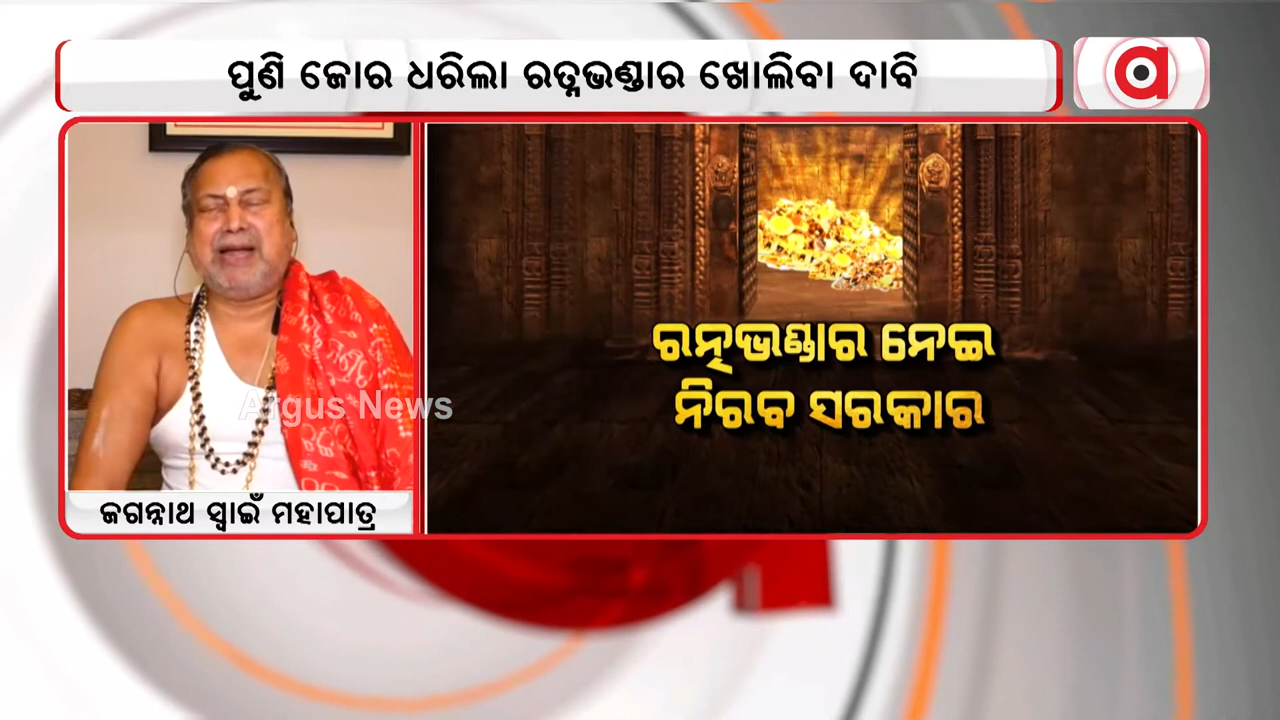 ପୁଣି ଜୋର ଧରିଲା ରତ୍ନଭଣ୍ଡାର ଖୋଲିବା ଦାବି
a
ରତ୍ନଭଣ୍ଡାର ନେଇ
ନିରବ ସରକାର
Argus News
ଜଗନ୍ନାଥ ସ୍ୱାଇଁ ମହାପାତ୍ର